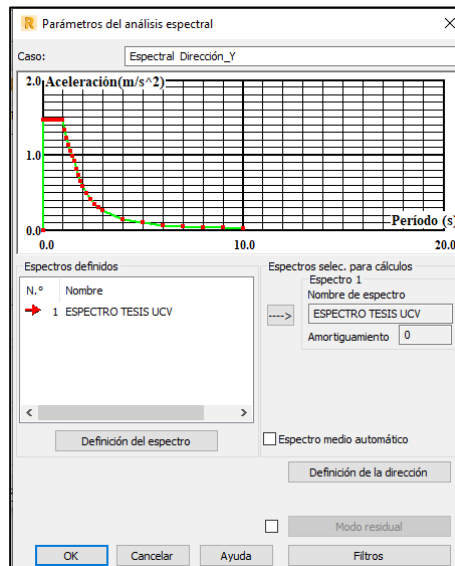 Parámetros del análisis espectral
Caso: Espectral Dirección_Y
2.0 Aceleración(m/s^2)
1.0
0.0 Período (s)
0.0 10.0 20.0
Espectros definidos
N.º Nombre
1 ESPECTRO TESIS UCV
Definición del espectro
Espectros selec. para cálculos
Espectro 1
Nombre de espectro
----> ESPECTRO TESIS UCV
Amortiguamiento 0
Espectro medio automático
Definición de la dirección
Modo residual
OK Cancelar Ayuda Filtros